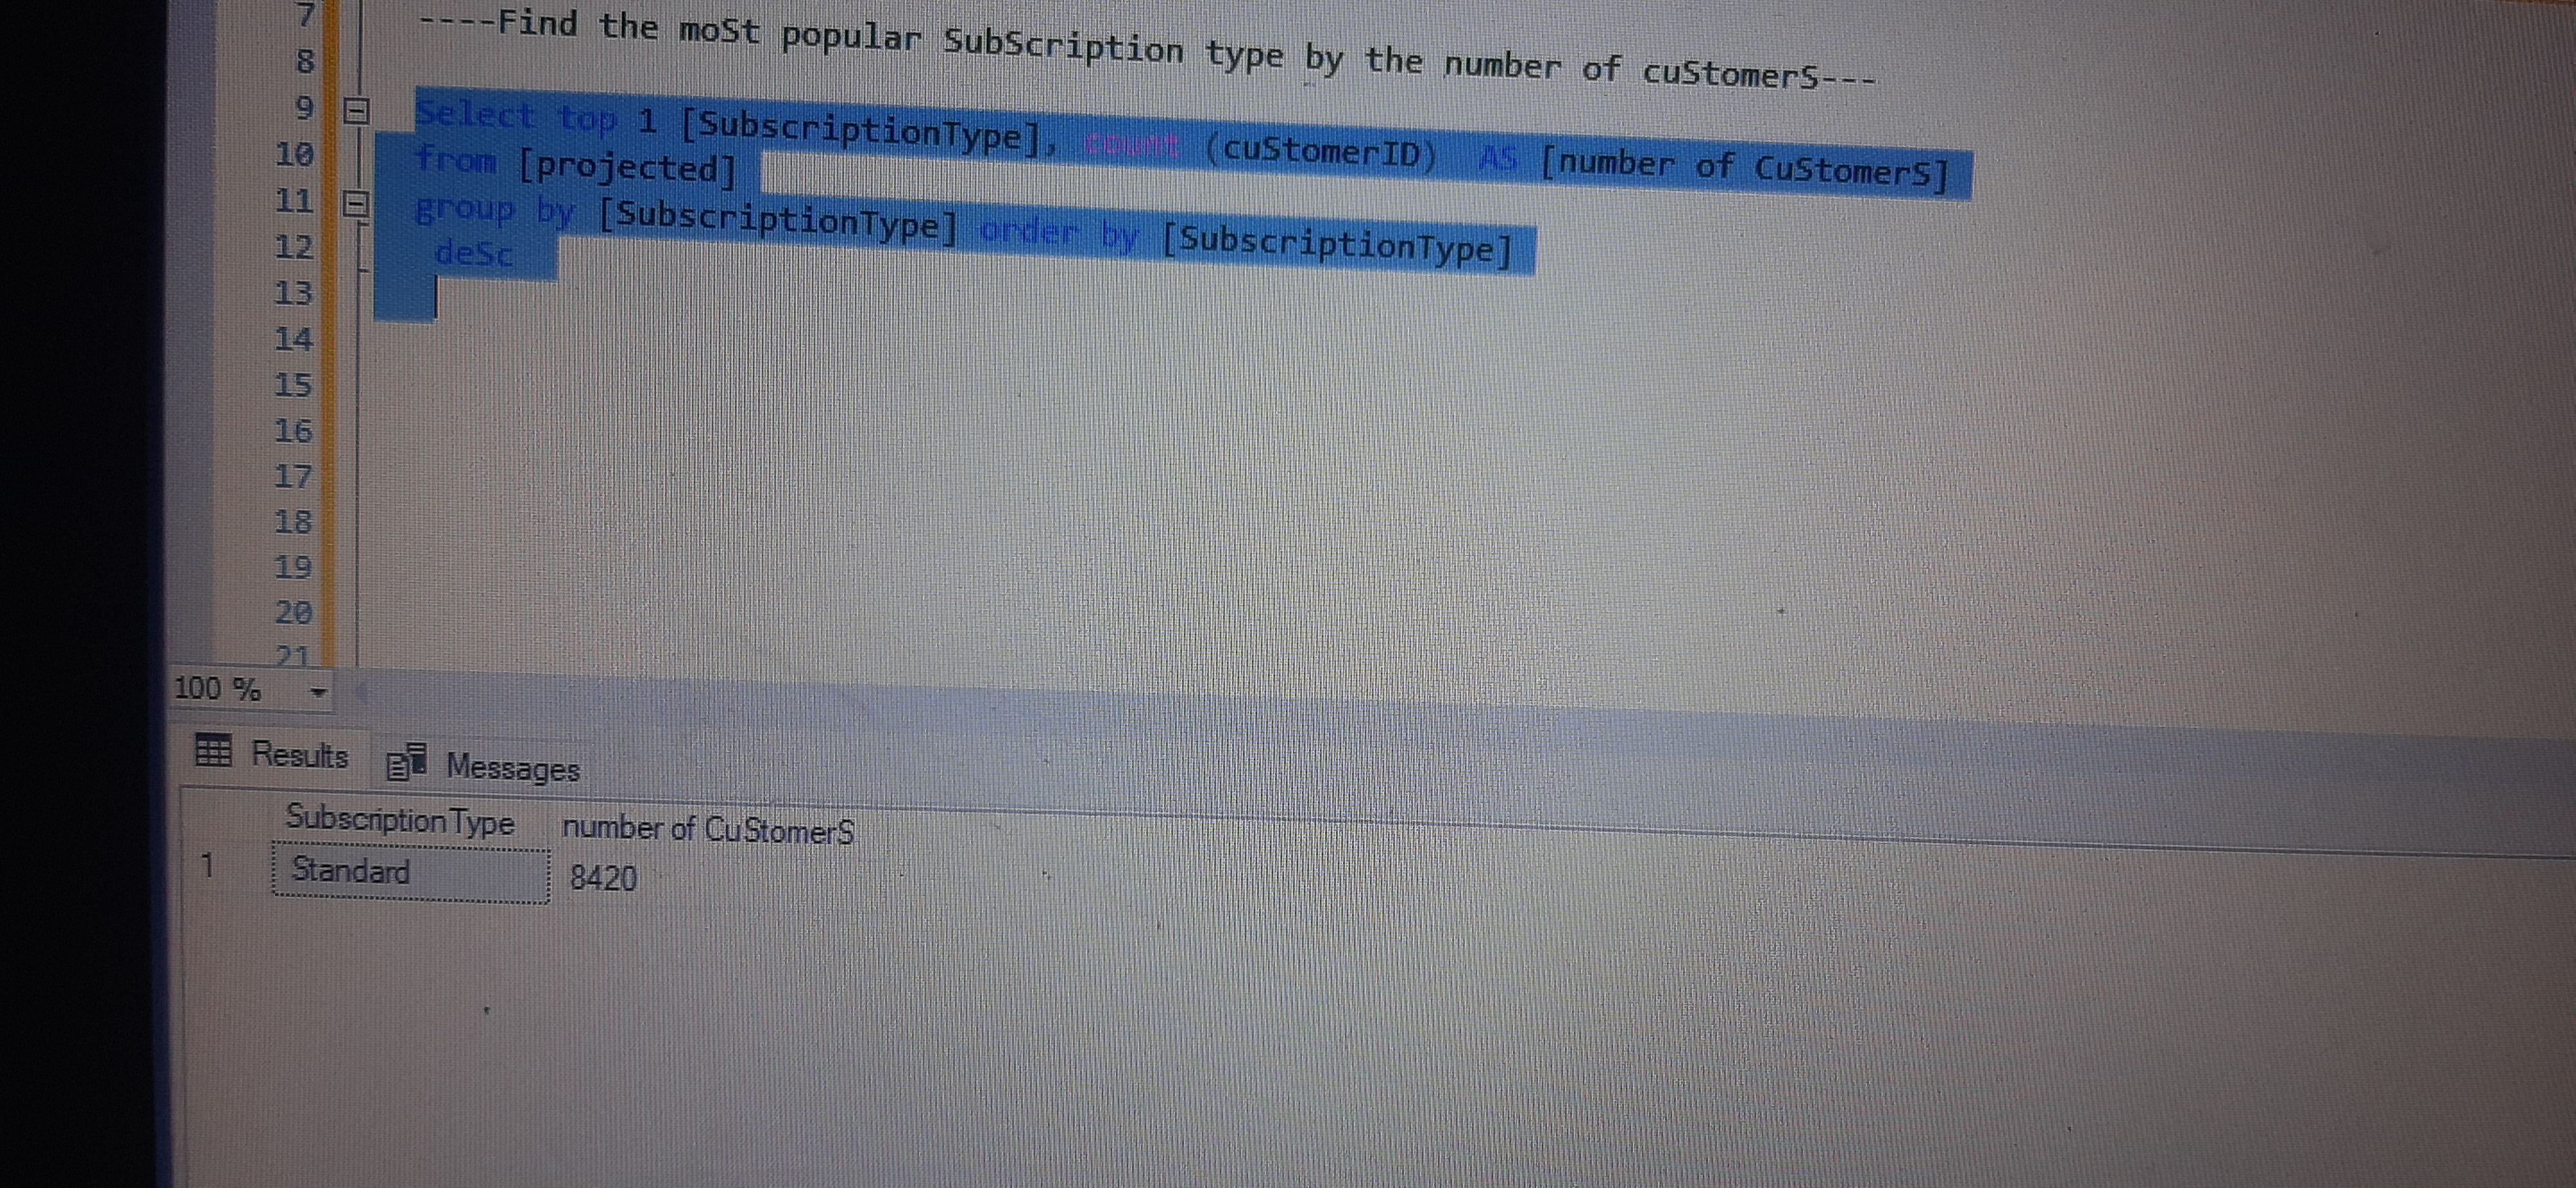 7 ----Find the moSt popular SubScription type by the number of cuStomerS---
8
9 Select top 1 [SubscriptionType], count (cuStomerID) AS [number of CuStomerS]
10 from [projected]
11 group by [SubscriptionType] order by [SubscriptionType]
12 deSc
13
14
15
16
17
18
19
20
21
100 %
Results Messages
SubscriptionType number of CuStomerS
1 Standard 8420